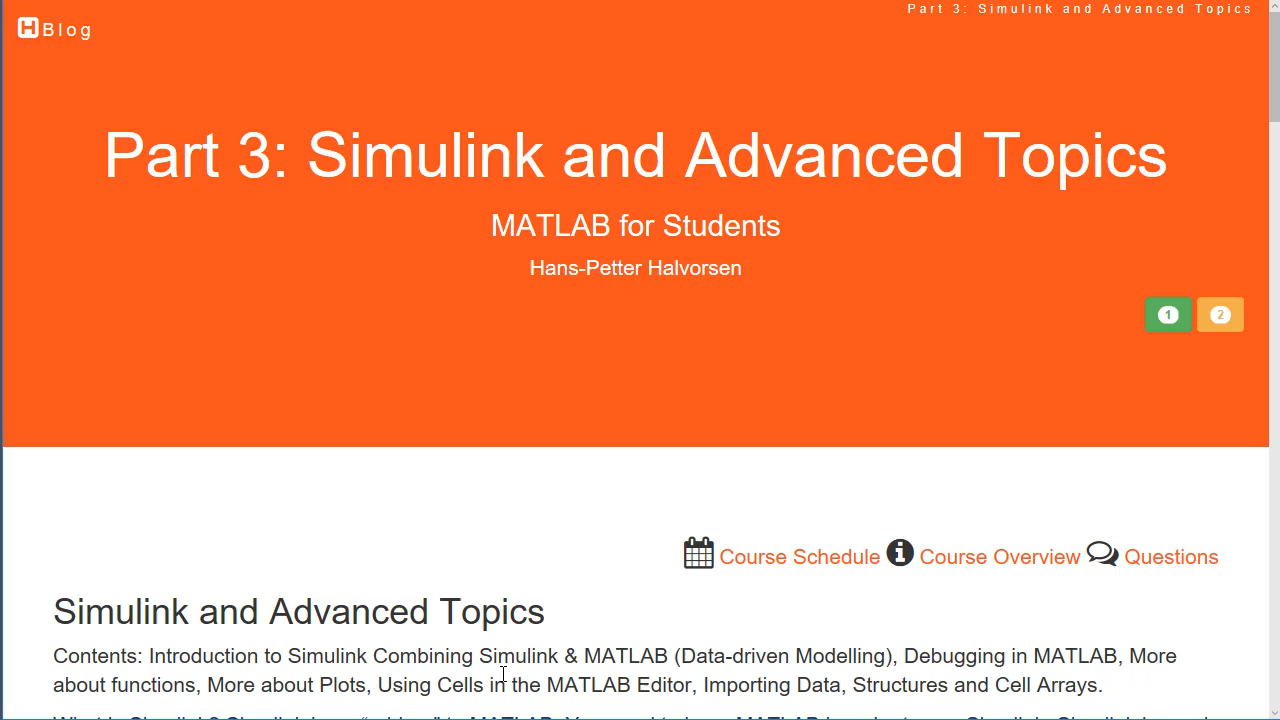 Part 3: Simulink and Advanced Topics
H Blog
Part 3: Simulink and Advanced Topics
MATLAB for Students
Hans-Petter Halvorsen
1 2
Course Schedule Course Overview Questions
Simulink and Advanced Topics
Contents: Introduction to Simulink Combining Simulink & MATLAB (Data-driven Modelling), Debugging in MATLAB, More
about functions, More about Plots, Using Cells in the MATLAB Editor, Importing Data, Structures and Cell Arrays.